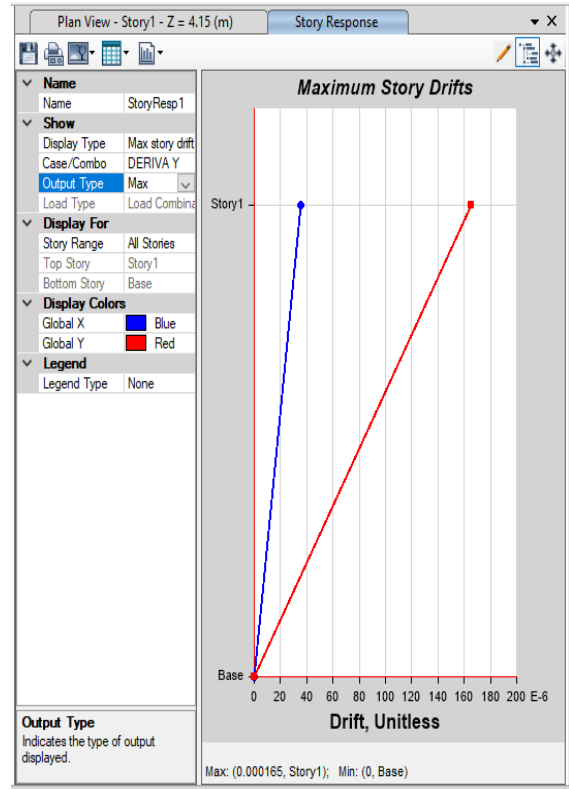 Plan View - Story1 - Z = 4.15 (m)
Story Response
Name
Name StoryResp1
Show
Display Type Max story drift
Case/Combo DERIVA Y
Output Type Max
Load Type Load Combina
Display For
Story Range All Stories
Top Story Story1
Bottom Story Base
Display Colors
Global X Blue
Global Y Red
Legend
Legend Type None
Output Type
Indicates the type of output
displayed.
Maximum Story Drifts
Story1
Base
0 20 40 60 80 100 120 140 160 180 200 E-6
Drift, Unitless
Max: (0.000165, Story1); Min: (0, Base)